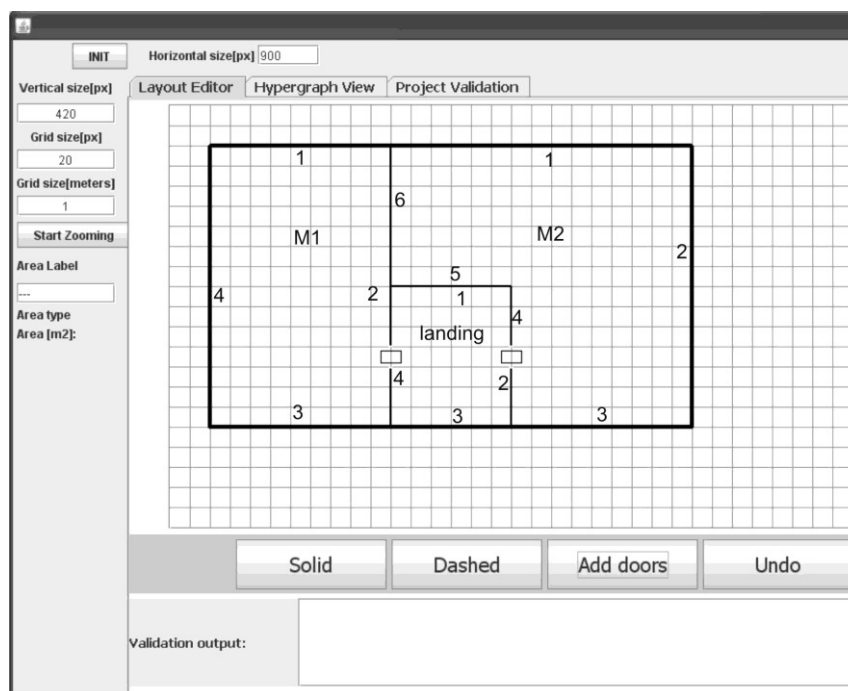 INIT
Horizontal size[px] 900
Vertical size[px]
420
Grid size[px]
20
Grid size[meters]
1
Start Zooming
Area Label
---
Area type
Area [m2]:
Layout Editor Hypergraph View Project Validation
1 1
6
M1 M2
2
5
4 2 1
4
landing
4 2
3 3 3
Solid Dashed Add doors Undo
Validation output: